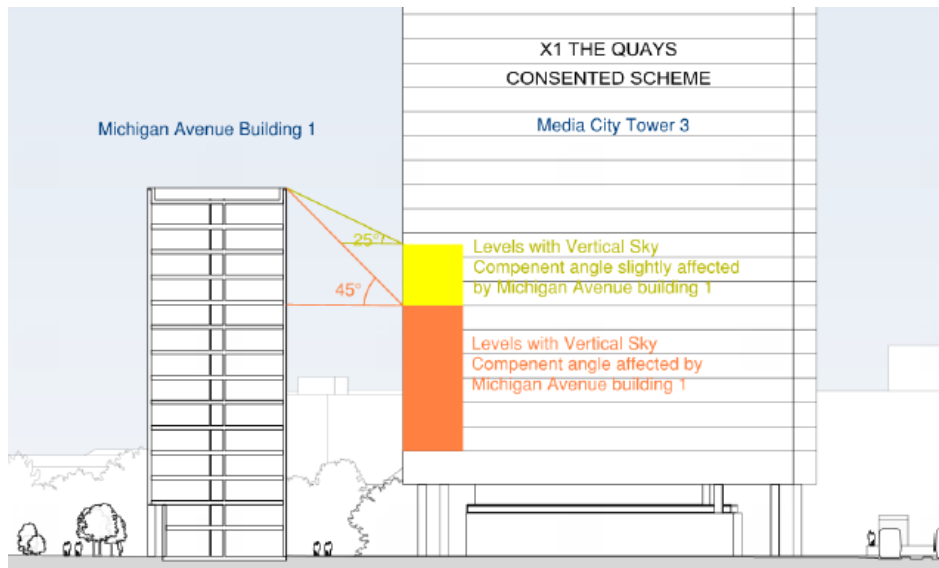 X1 THE QUAYS
CONSENTED SCHEME
Michigan Avenue Building 1
Media City Tower 3
25°
Levels with Vertical Sky
Compenent angle slightly affected
by Michigan Avenue building 1
45°
Levels with Vertical Sky
Compenent angle affected by
Michigan Avenue building 1